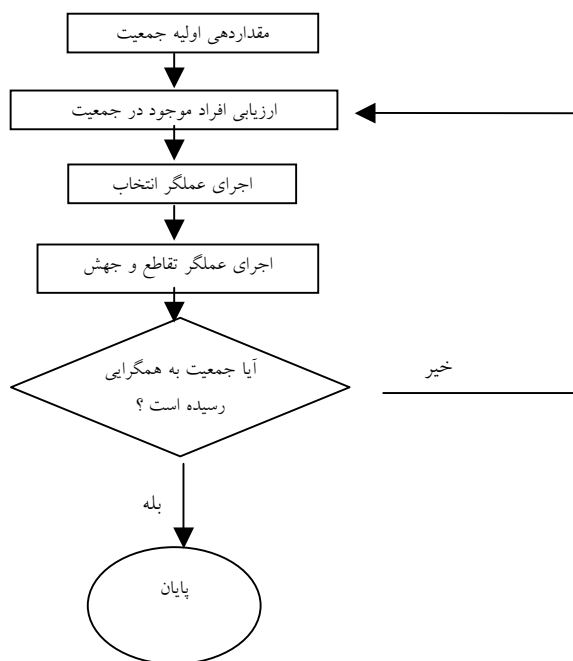 مقداردهی اولیه جمعیت
ارزیابی افراد موجود در جمعیت
اجرای عملگر انتخاب
اجرای عملگر تقاطع و جهش
آیا جمعیت به همگرایی
رسیده است ؟
خیر
بله
پایان